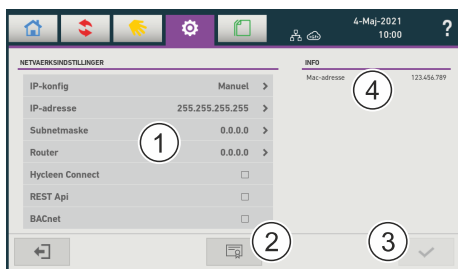 4-Maj-2021
10:00
?
NETVÆRKSINDSTILLINGER
IP-konfig Manuel >
IP-adresse 255.255.255.255 >
Subnetmaske 0.0.0.0 >
Router 0.0.0.0 >
Hycleen Connect
REST Api
BACnet
INFO
Mac-adresse 123.456.789
1
2
3
4